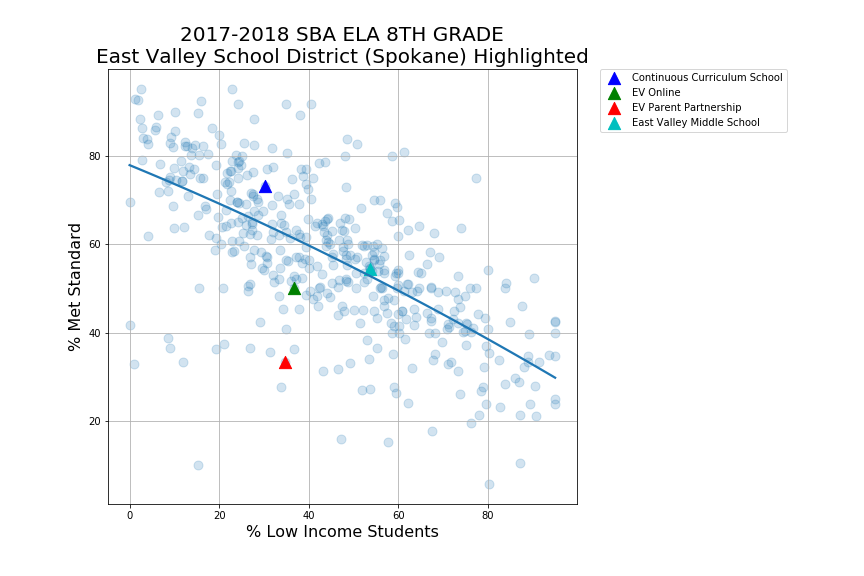 2017-2018 SBA ELA 8TH GRADE
East Valley School District (Spokane) Highlighted
Continuous Curriculum School
EV Online
EV Parent Partnership
East Valley Middle School
% Met Standard
80
60
40
20
0 20 40 60 80
% Low Income Students